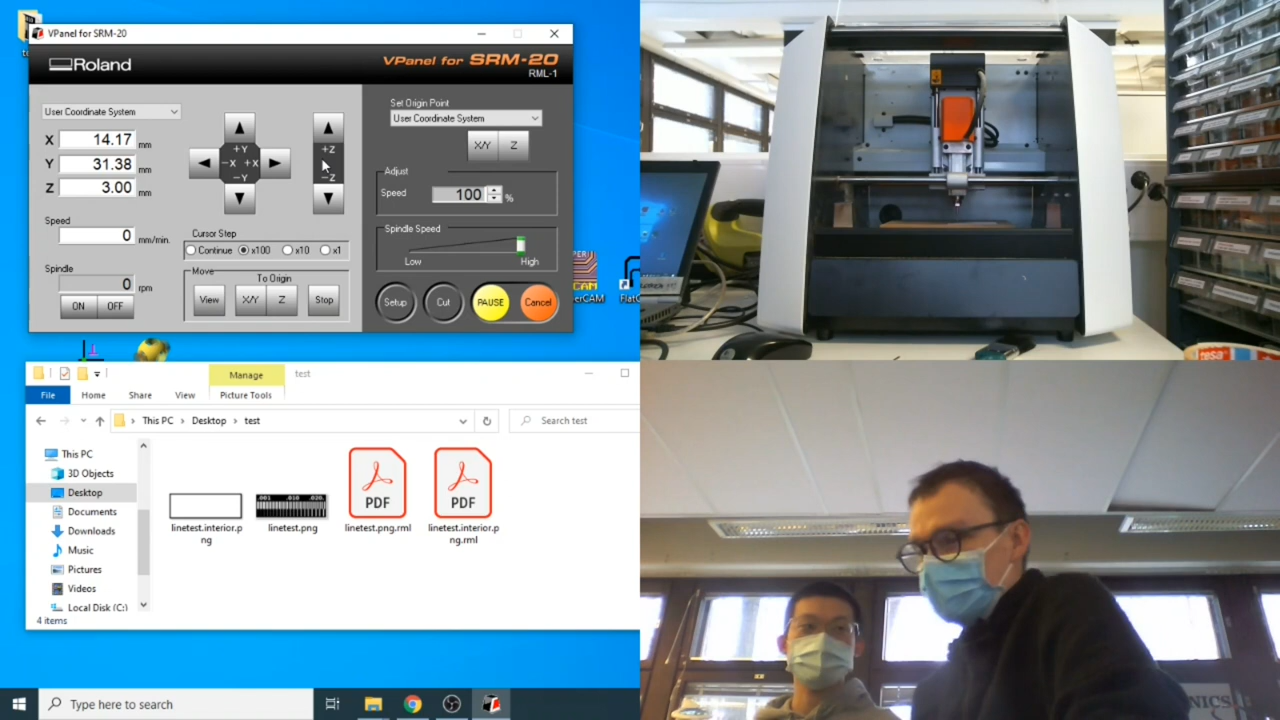 VPanel for SRM-20
Roland
VPanel for SRM-20
RML-1
User Coordinate System
X 14.17 mm
Y 31.38 mm
Z 3.00 mm
Speed
0 mm/min.
Spindle
0 rpm
ON OFF
+Y
-X +X
-Y
+Z
-Z
Cursor Step
Continue x100 x10 x1
Move
To Origin
View X/Y Z Stop
Set Origin Point
User Coordinate System
X/Y Z
Adjust
Speed 100 %
Spindle Speed
Low High
Setup Cut PAUSE Cancel
Manage
test
File Home Share View Picture Tools
This PC Desktop test
Search test
This PC
3D Objects
Desktop
Documents
Downloads
Music
Pictures
Videos
Local Disk (C:)
linetest.interior.p
ng
linetest.png
PDF
linetest.png.rml
PDF
linetest.interior.p
ng.rml
4 items
Type here to search
tesa